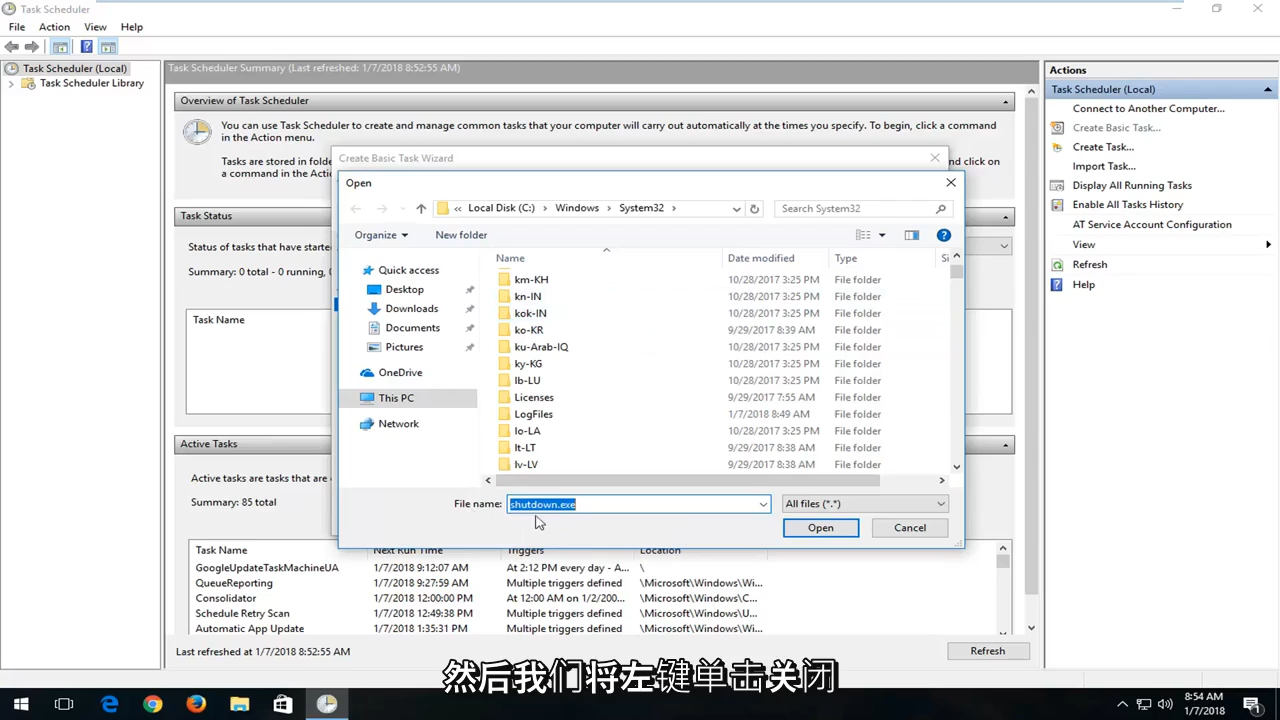 Task Scheduler
File Action View Help
Task Scheduler (Local)
Task Scheduler Library
Task Scheduler Summary (Last refreshed: 1/7/2018 8:52:55 AM)
Overview of Task Scheduler
You can use Task Scheduler to create and manage common tasks that your computer will carry out automatically at the times you specify. To begin, click a command
in the Action menu.
Tasks are stored in folde
a command in the Actio
and click on
Task Status
Status of tasks that have starte
Summary: 0 total - 0 running,
Task Name
Active Tasks
Active tasks are tasks that are
Summary: 85 total
Create Basic Task Wizard
Open
« Local Disk (C:) > Windows > System32 >
Search System32
Organize
New folder
Quick access
Desktop
Downloads
Documents
Pictures
OneDrive
This PC
Network
Name Date modified Type Si
km-KH 10/28/2017 3:25 PM File folder
kn-IN 10/28/2017 3:25 PM File folder
kok-IN 10/28/2017 3:25 PM File folder
ko-KR 9/29/2017 8:39 AM File folder
ku-Arab-IQ 10/28/2017 3:25 PM File folder
ky-KG 10/28/2017 3:25 PM File folder
lb-LU 10/28/2017 3:25 PM File folder
Licenses 9/29/2017 7:55 AM File folder
LogFiles 1/7/2018 8:49 AM File folder
lo-LA 10/28/2017 3:25 PM File folder
lt-LT 9/29/2017 8:38 AM File folder
lv-LV 9/29/2017 8:38 AM File folder
File name: shutdown.exe All files (*.*)
Open Cancel
Task Name Next Run Time Triggers Location
GoogleUpdateTaskMachineUA 1/7/2018 9:12:07 AM At 2:12 PM every day - A... \
QueueReporting 1/7/2018 9:27:59 AM Multiple triggers defined \Microsoft\Windows\Wi...
Consolidator 1/7/2018 12:00:00 PM At 12:00 AM on 1/2/200... \Microsoft\Windows\C...
Schedule Retry Scan 1/7/2018 12:49:38 PM Multiple triggers defined \Microsoft\Windows\U...
Automatic App Update 1/7/2018 1:35:31 PM Multiple triggers defined \Microsoft\Windows\Wi...
Last refreshed at 1/7/2018 8:52:55 AM
Refresh
Actions
Task Scheduler (Local)
Connect to Another Computer...
Create Basic Task...
Create Task...
Import Task...
Display All Running Tasks
Enable All Tasks History
AT Service Account Configuration
View
Refresh
Help
然后我们将左键单击关闭
8:54 AM
1/7/2018
1